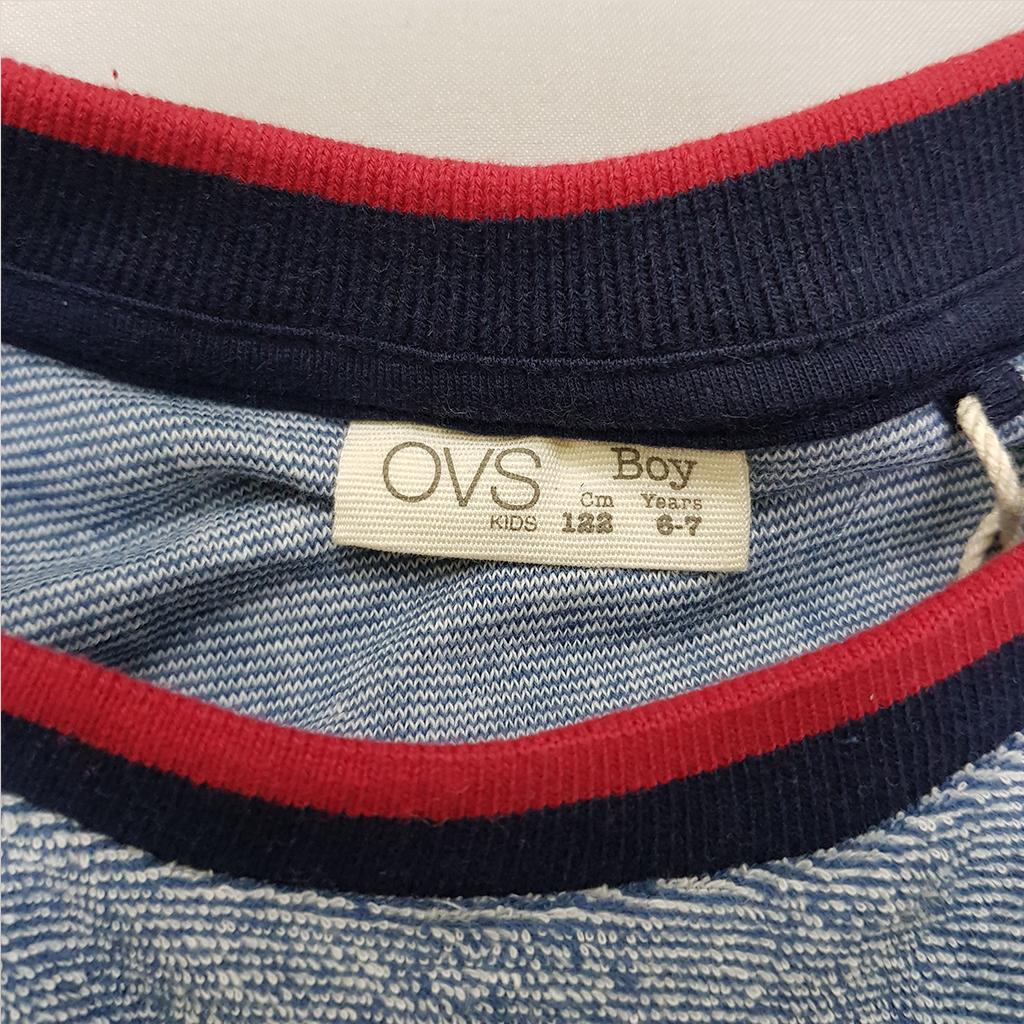 OVS
KIDS
Boy
Cm Years
122 6-7